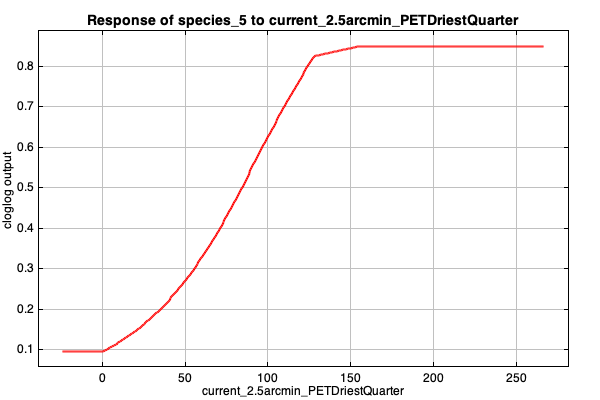 Response of species_5 to current_2.5arcmin_PETDriestQuarter
cloglog output
0.8
0.7
0.6
0.5
0.4
0.3
0.2
0.1
0 50 100 150 200 250
current_2.5arcmin_PETDriestQuarter